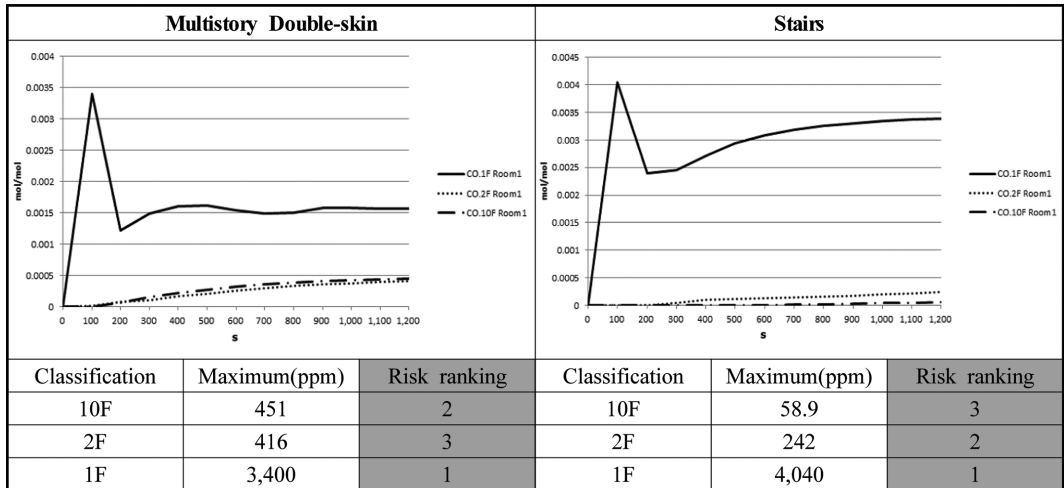 Multistory Double-skin
Stairs
0.004
0.0035
0.003
0.0025
0.002
0.0015
0.001
0.0005
0
mol/mol
0 100 200 300 400 500 600 700 800 900 1,000 1,100 1,200
s
CO.1F Room1
CO.2F Room1
CO.10F Room1
0.0045
0.004
0.0035
0.003
0.0025
0.002
0.0015
0.001
0.0005
0
mol/mol
0 100 200 300 400 500 600 700 800 900 1,000 1,100 1,200
s
CO.1F Room1
CO.2F Room1
CO.10F Room1
Classification Maximum(ppm) Risk ranking Classification Maximum(ppm) Risk ranking
10F 451 2 10F 58.9 3
2F 416 3 2F 242 2
1F 3,400 1 1F 4,040 1